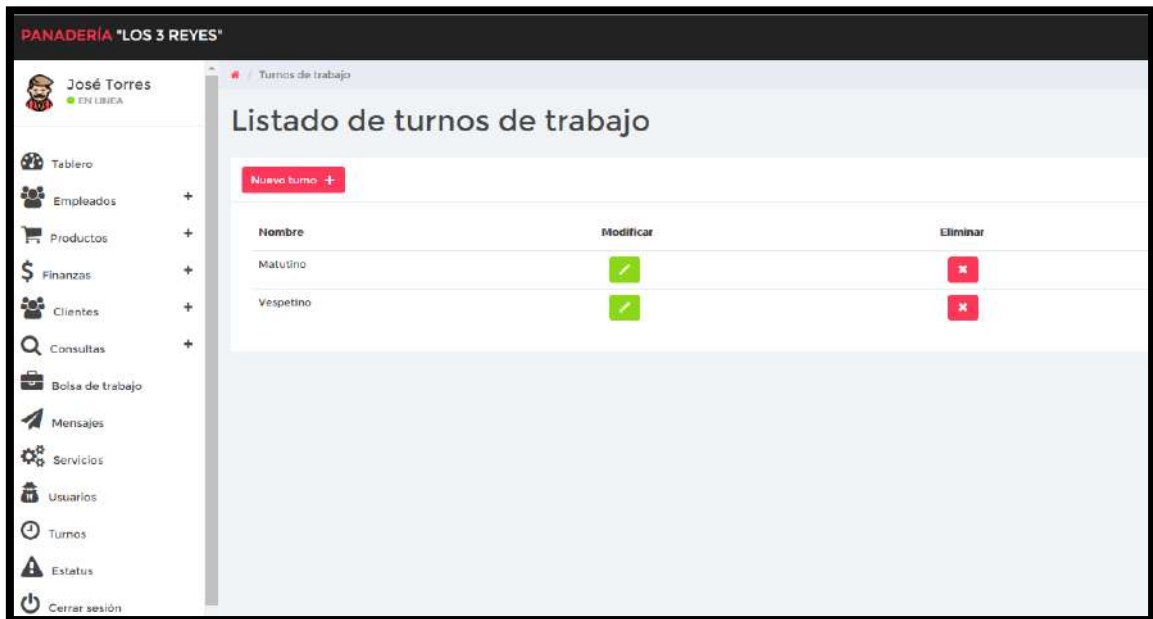 PANADERÍA "LOS 3 REYES"
José Torres
EN LINEA
/ Turnos de trabajo
Listado de turnos de trabajo
Nuevo turno +
Nombre Modificar Eliminar
Matutino
Vespetino
Tablero
Empleados +
Productos +
Finanzas +
Clientes +
Consultas +
Bolsa de trabajo
Mensajes
Servicios
Usuarios
Turnos
Estatus
Cerrar sesión